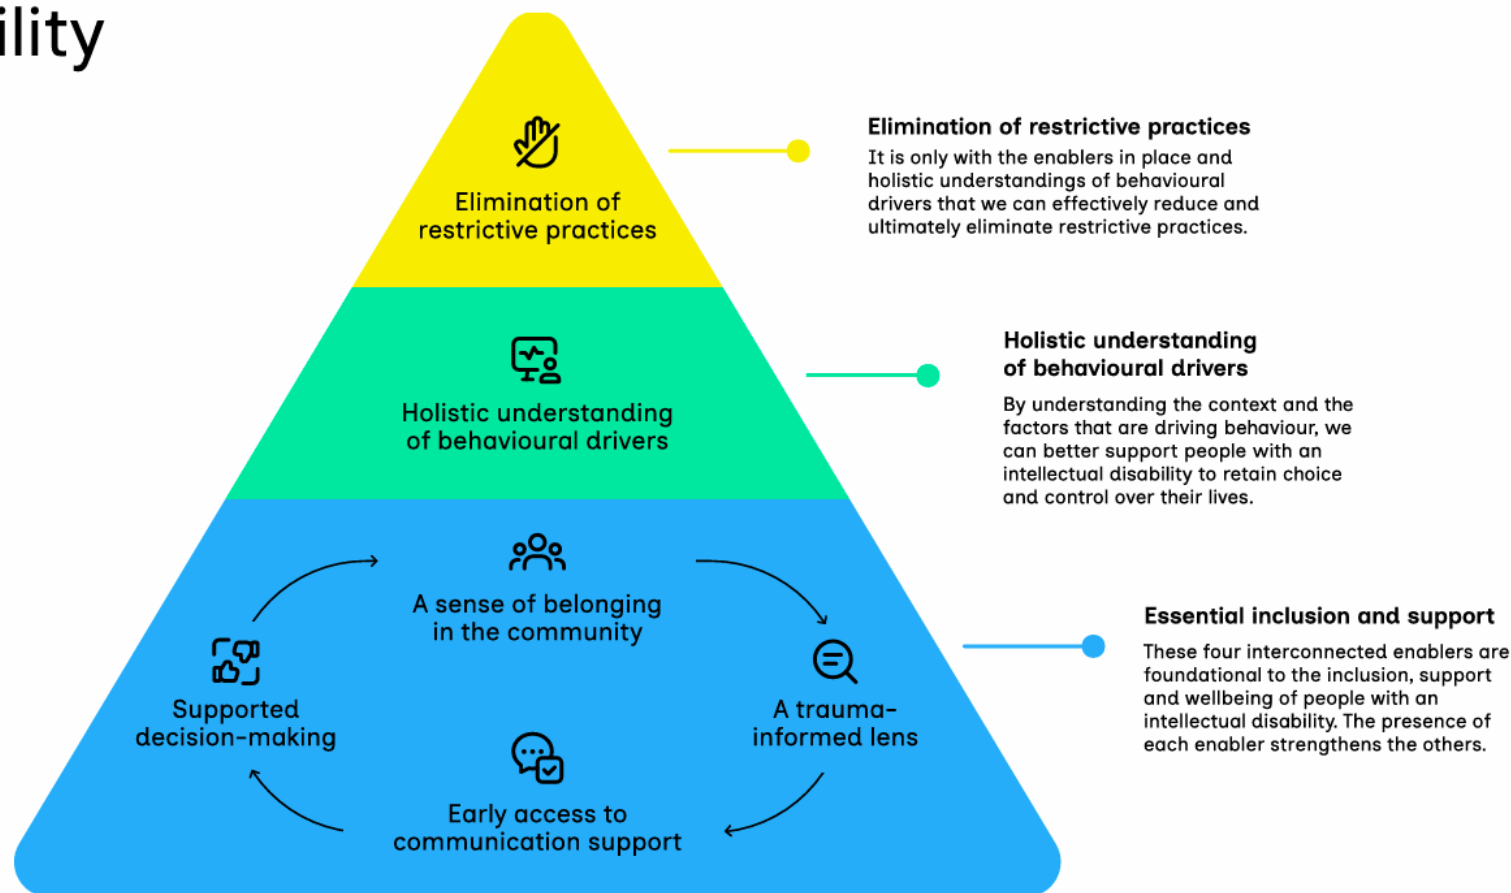 ility
Elimination of
restrictive practices
Elimination of restrictive practices
It is only with the enablers in place and
holistic understandings of behavioural
drivers that we can effectively reduce and
ultimately eliminate restrictive practices.
Holistic understanding
of behavioural drivers
Holistic understanding
of behavioural drivers
By understanding the context and the
factors that are driving behaviour, we
can better support people with an
intellectual disability to retain choice
and control over their lives.
A sense of belonging
in the community
Supported
decision-making
A trauma-
informed lens
Early access to
communication support
Essential inclusion and support
These four interconnected enablers are
foundational to the inclusion, support
and wellbeing of people with an
intellectual disability. The presence of
each enabler strengthens the others.